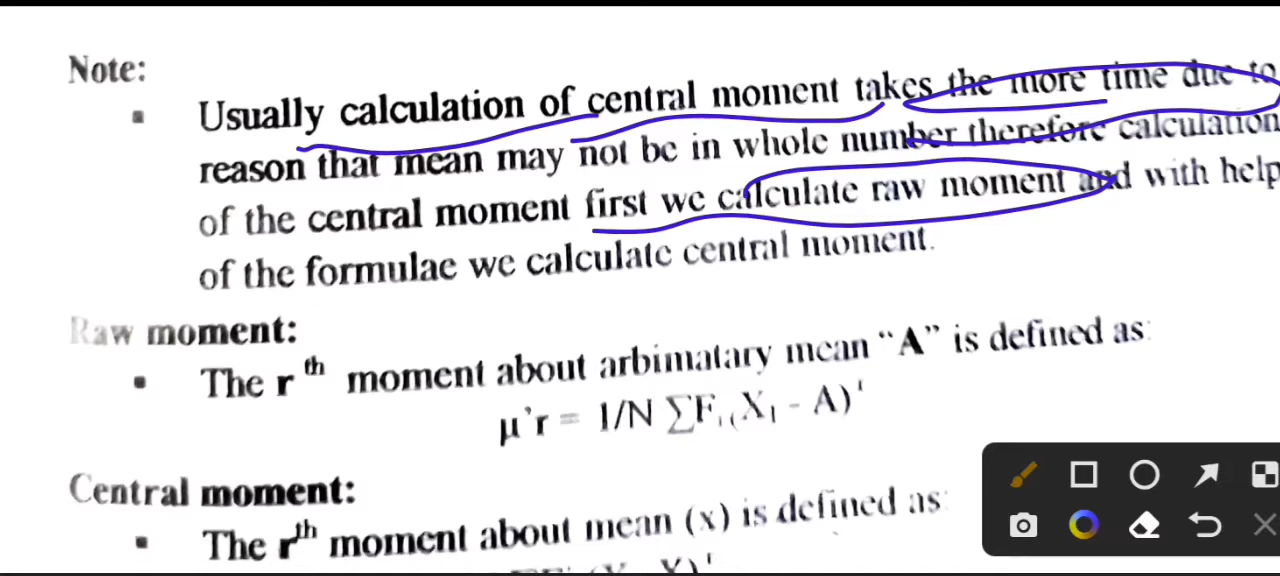 Note:
▪ Usually calculation of central moment takes the more time due to
reason that mean may not be in whole number therefore calculation
of the central moment first we calculate raw moment and with help
of the formulae we calculate central moment.
Raw moment:
▪ The r th moment about arbimatary mean “A” is defined as:
μ'r = 1/N ∑Fᵢ (Xᵢ - A)ʳ
Central moment:
▪ The rth moment about mean (x) is defined as: